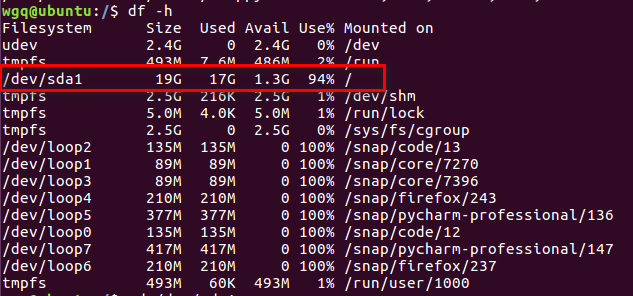 wgq@ubuntu:/$ df -h
Filesystem Size Used Avail Use% Mounted on
udev 2.4G 0 2.4G 0% /dev
tmpfs 493M 7.6M 486M 2% /run
/dev/sda1 19G 17G 1.3G 94% /
tmpfs 2.5G 216K 2.5G 1% /dev/shm
tmpfs 5.0M 4.0K 5.0M 1% /run/lock
tmpfs 2.5G 0 2.5G 0% /sys/fs/cgroup
/dev/loop2 135M 135M 0 100% /snap/code/13
/dev/loop1 89M 89M 0 100% /snap/core/7270
/dev/loop3 89M 89M 0 100% /snap/core/7396
/dev/loop4 210M 210M 0 100% /snap/firefox/243
/dev/loop5 377M 377M 0 100% /snap/pycharm-professional/136
/dev/loop0 135M 135M 0 100% /snap/code/12
/dev/loop7 417M 417M 0 100% /snap/pycharm-professional/147
/dev/loop6 210M 210M 0 100% /snap/firefox/237
tmpfs 493M 60K 493M 1% /run/user/1000